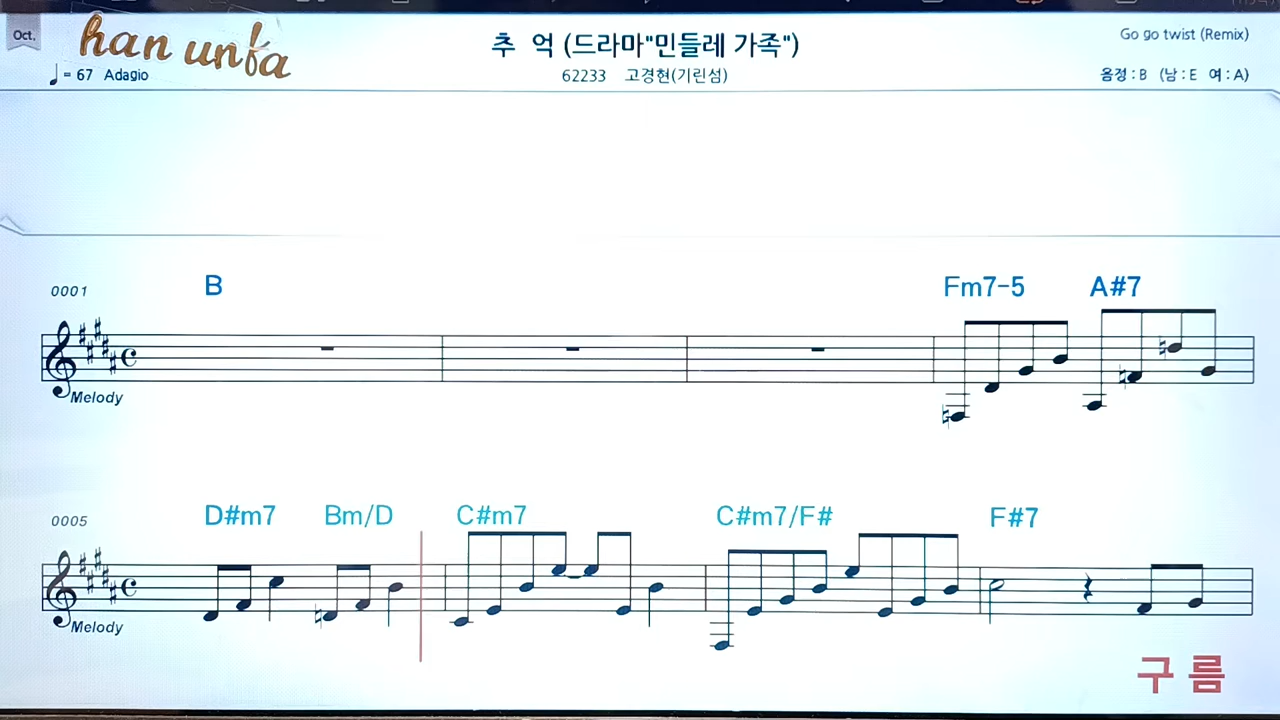 Oct.
han unfa
추 억 (드라마"민들레 가족")
Go go twist (Remix)
♩= 67 Adagio
62233 고경현(기린섬)
음정 : B (남 : E 여 : A)
0001
B
Fm7-5
A#7
Melody
0005
D#m7
Bm/D
C#m7
C#m7/F#
F#7
Melody
구 름